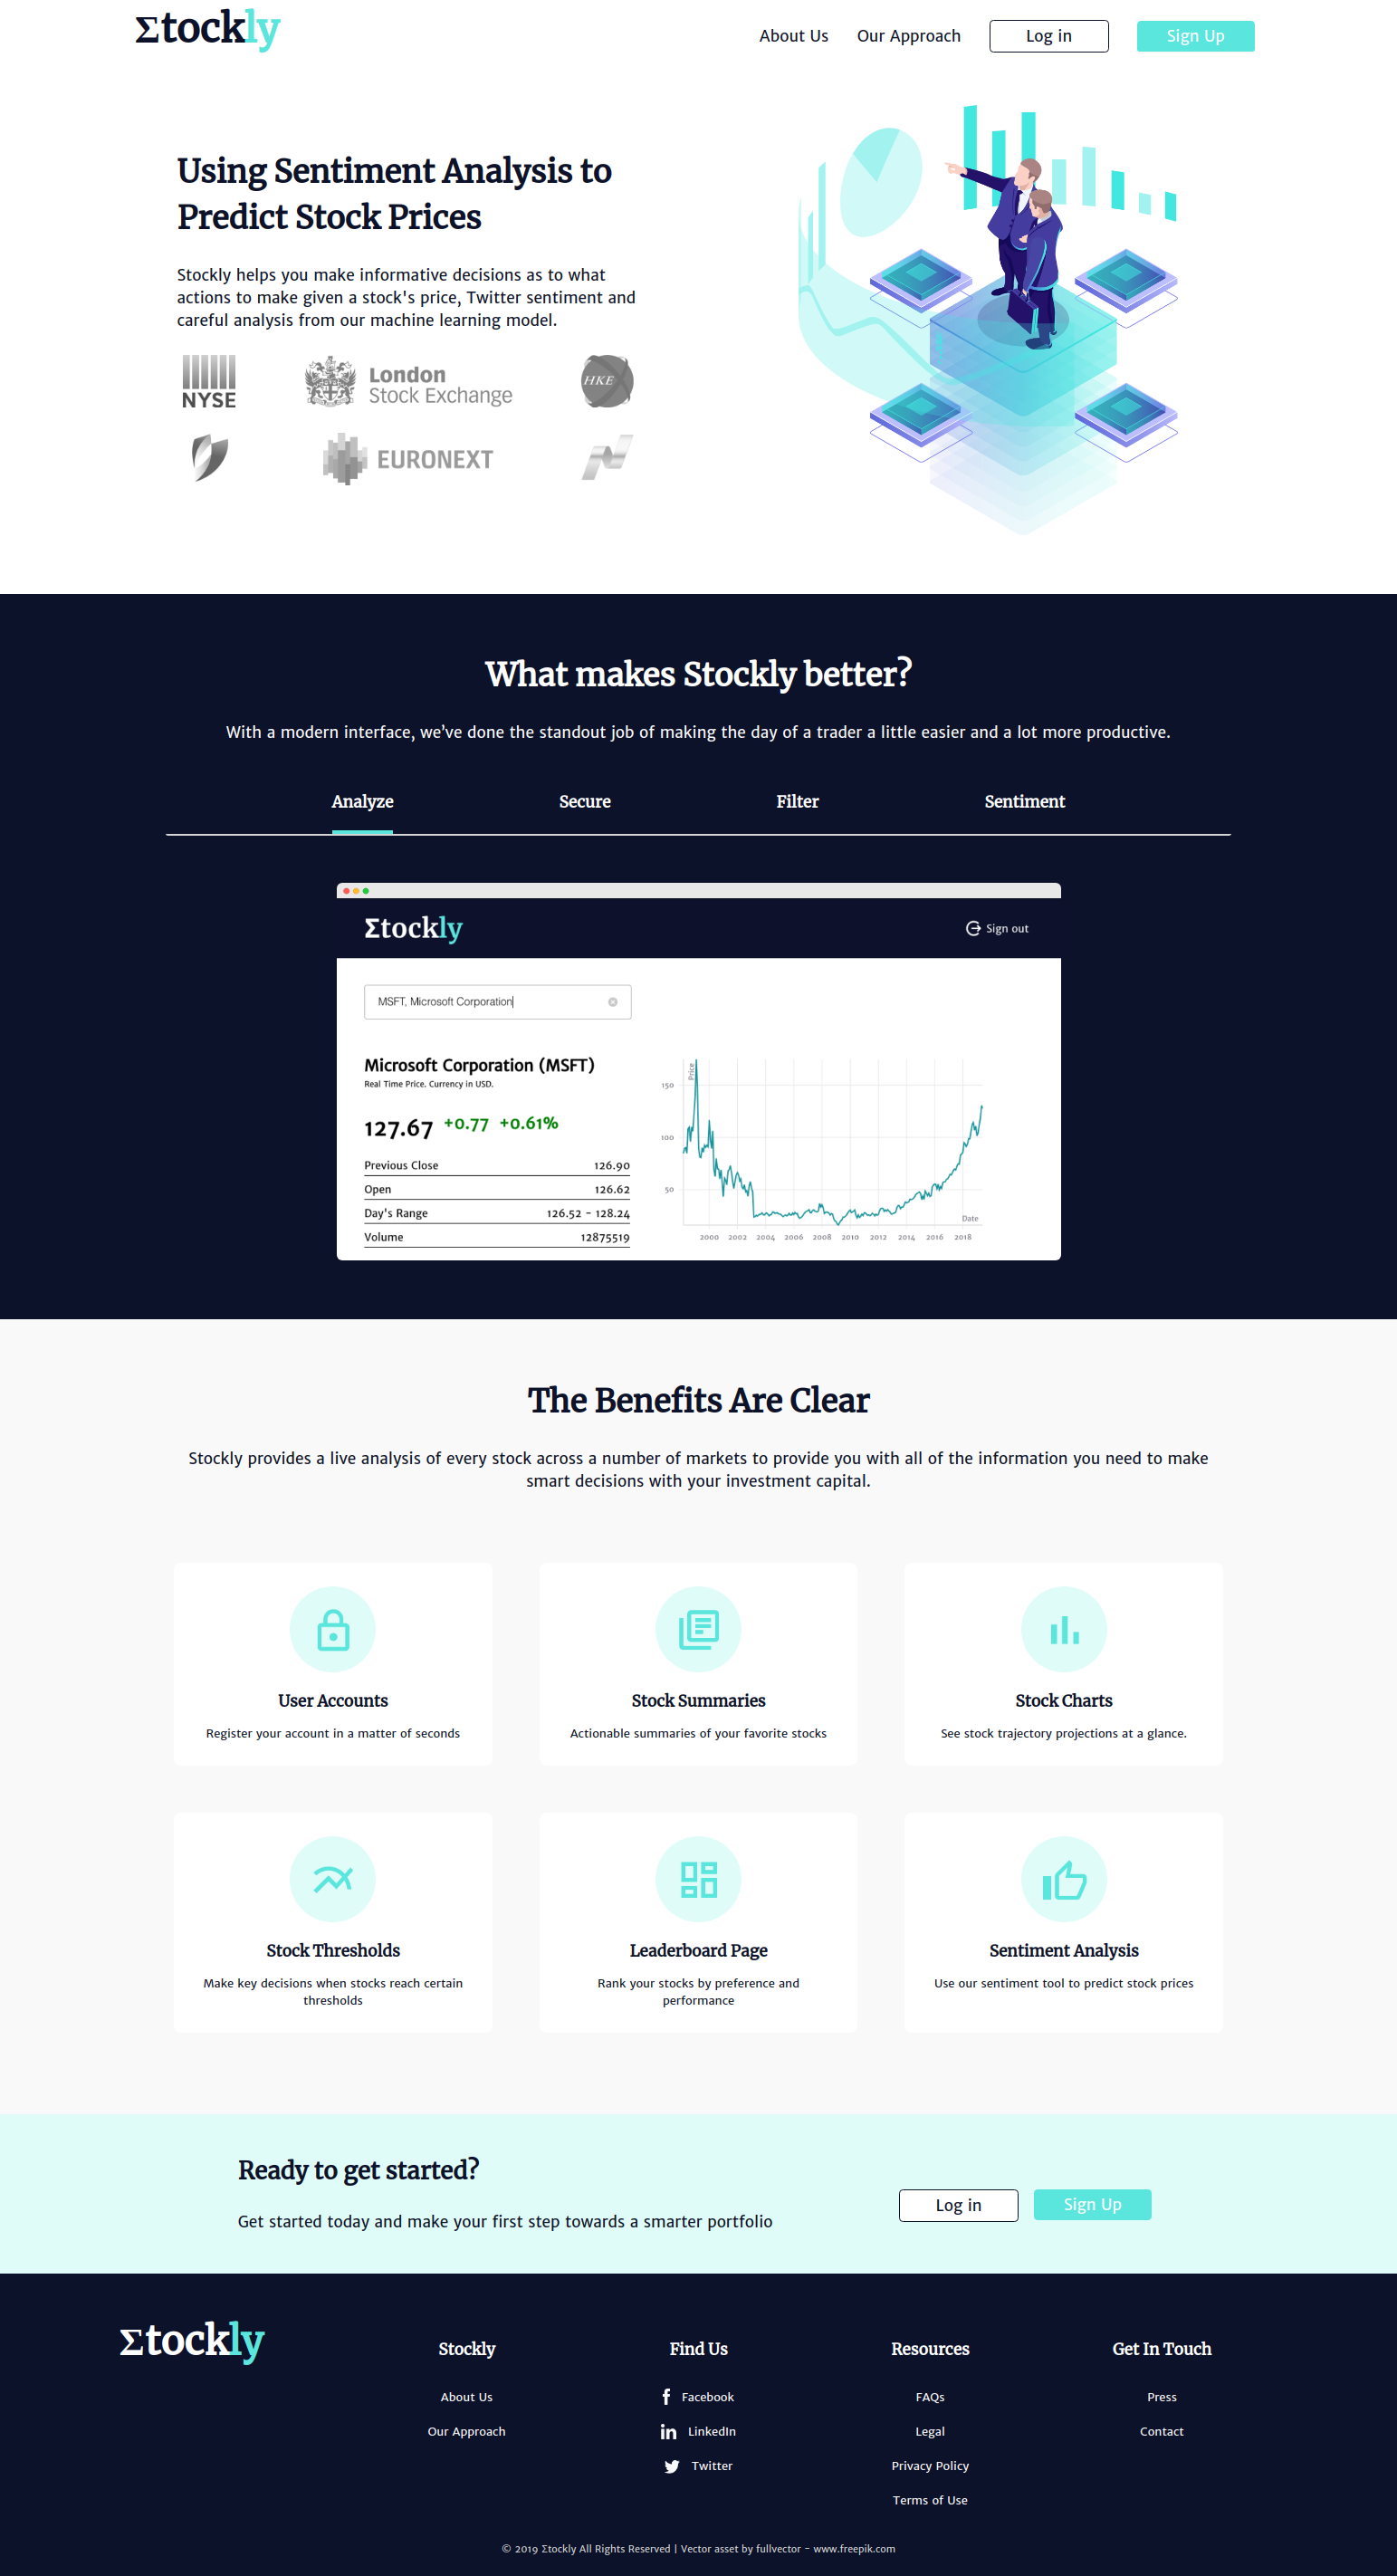 Σtockly
About Us
Our Approach
Log in
Sign Up
Using Sentiment Analysis to
Predict Stock Prices
Stockly helps you make informative decisions as to what
actions to make given a stock's price, Twitter sentiment and
careful analysis from our machine learning model.
NYSE
London
Stock Exchange
HKE
EURONEXT
What makes Stockly better?
With a modern interface, we’ve done the standout job of making the day of a trader a little easier and a lot more productive.
Analyze
Secure
Filter
Sentiment
Σtockly
Sign out
MSFT, Microsoft Corporation
Microsoft Corporation (MSFT)
Real Time Price. Currency in USD.
127.67 +0.77 +0.61%
Previous Close 126.90
Open 126.62
Day's Range 126.52 - 128.24
Volume 12875519
Price
150
100
50
Date
2000 2002 2004 2006 2008 2010 2012 2014 2016 2018
The Benefits Are Clear
Stockly provides a live analysis of every stock across a number of markets to provide you with all of the information you need to make
smart decisions with your investment capital.
User Accounts
Register your account in a matter of seconds
Stock Summaries
Actionable summaries of your favorite stocks
Stock Charts
See stock trajectory projections at a glance.
Stock Thresholds
Make key decisions when stocks reach certain
thresholds
Leaderboard Page
Rank your stocks by preference and
performance
Sentiment Analysis
Use our sentiment tool to predict stock prices
Ready to get started?
Get started today and make your first step towards a smarter portfolio
Log in
Sign Up
Σtockly
Stockly
About Us
Our Approach
Find Us
Facebook
LinkedIn
Twitter
Resources
FAQs
Legal
Privacy Policy
Terms of Use
Get In Touch
Press
Contact
© 2019 Σtockly All Rights Reserved | Vector asset by fullvector - www.freepik.com